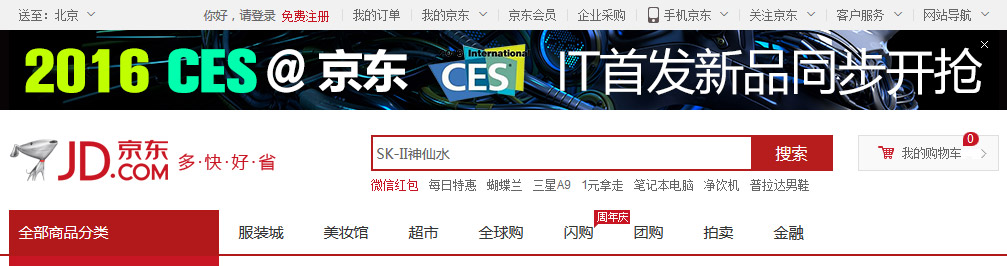 送至：北京 你好，请登录 免费注册 我的订单 我的京东 京东会员 企业采购 手机京东 关注京东 客户服务 网站导航
2016 CES @ 京东 International CES IT首发新品同步开抢
JD.COM 京东 多·快·好·省
SK-II神仙水 搜索 我的购物车 0
微信红包 每日特惠 蝴蝶兰 三星A9 1元拿走 笔记本电脑 净饮机 普拉达男鞋
周年庆
全部商品分类 服装城 美妆馆 超市 全球购 闪购 团购 拍卖 金融